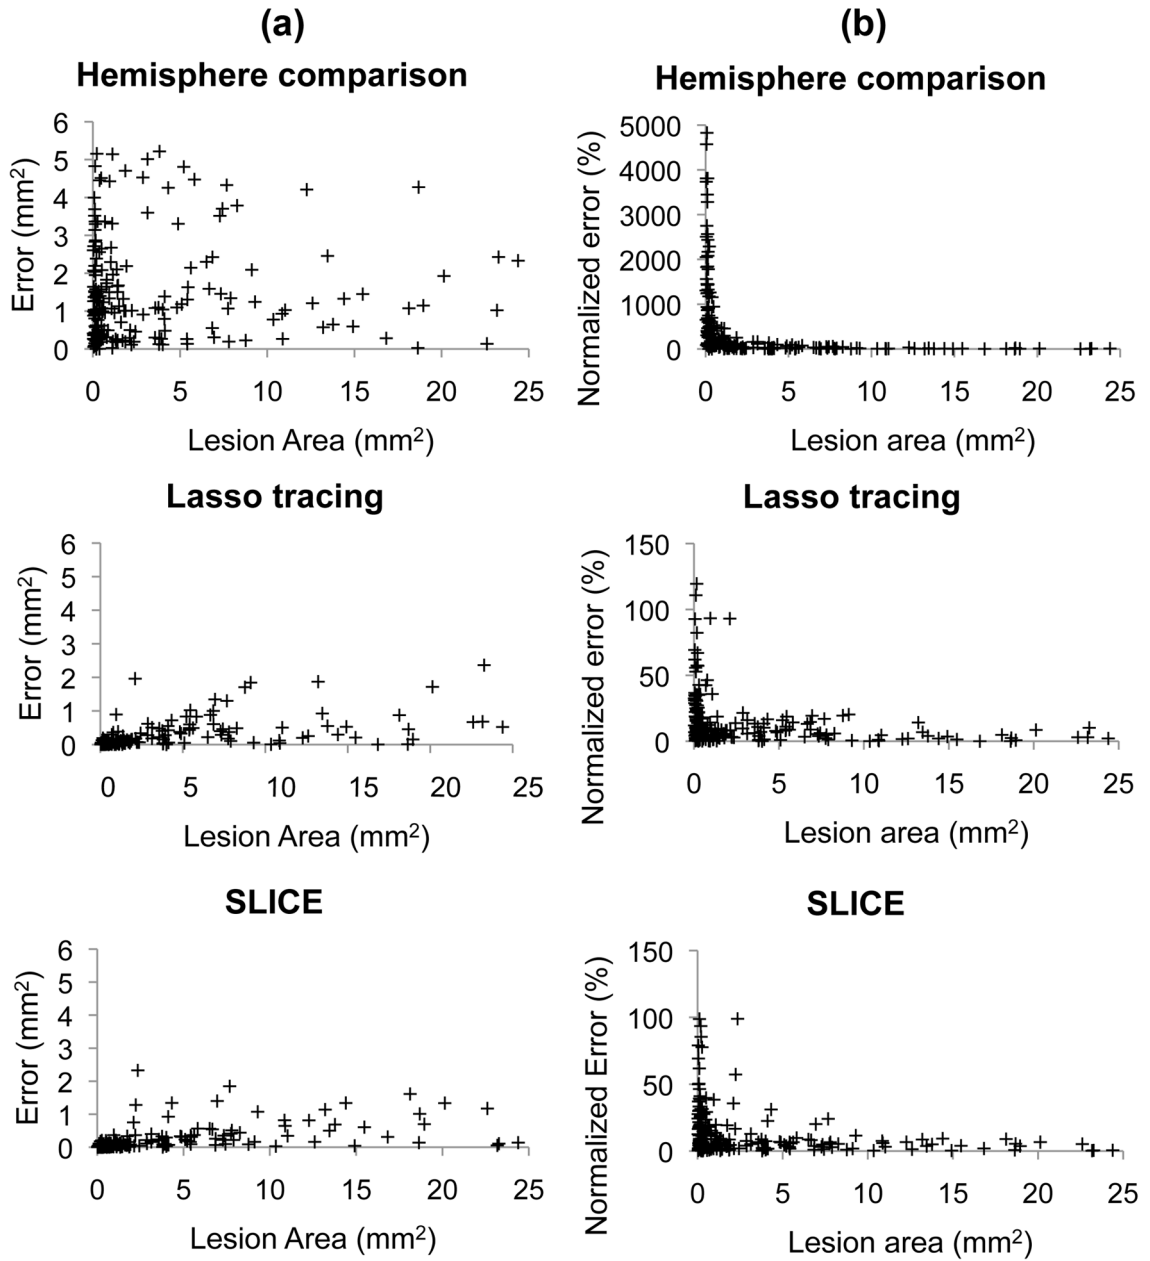 (a)
(b)
Hemisphere comparison
Hemisphere comparison
6
5
4
3
2
1
0
Error (mm²)
0 5 10 15 20 25
Lesion Area (mm²)
5000
4000
3000
2000
1000
0
Normalized error (%)
0 5 10 15 20 25
Lesion area (mm²)
Lasso tracing
Lasso tracing
6
5
4
3
2
1
0
Error (mm²)
0 5 10 15 20 25
Lesion Area (mm²)
150
100
50
0
Normalized error (%)
0 5 10 15 20 25
Lesion area (mm²)
SLICE
SLICE
6
5
4
3
2
1
0
Error (mm²)
0 5 10 15 20 25
Lesion Area (mm²)
150
100
50
0
Normalized Error (%)
0 5 10 15 20 25
Lesion area (mm²)